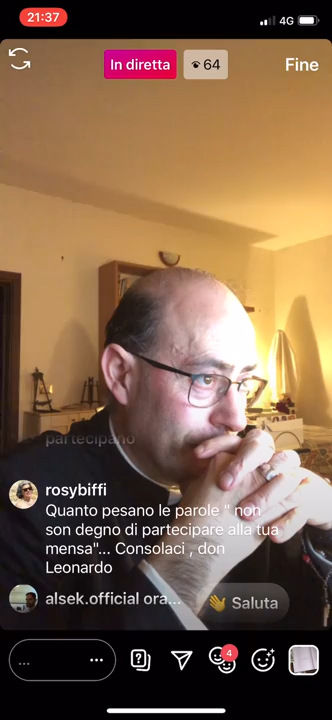 21:37
4G
In diretta
64
Fine
partecipano
rosybiffi
Quanto pesano le parole " non
son degno di partecipare alla tua
mensa"... Consolaci , don
Leonardo
alsek.official ora...
👋 Saluta
...
4